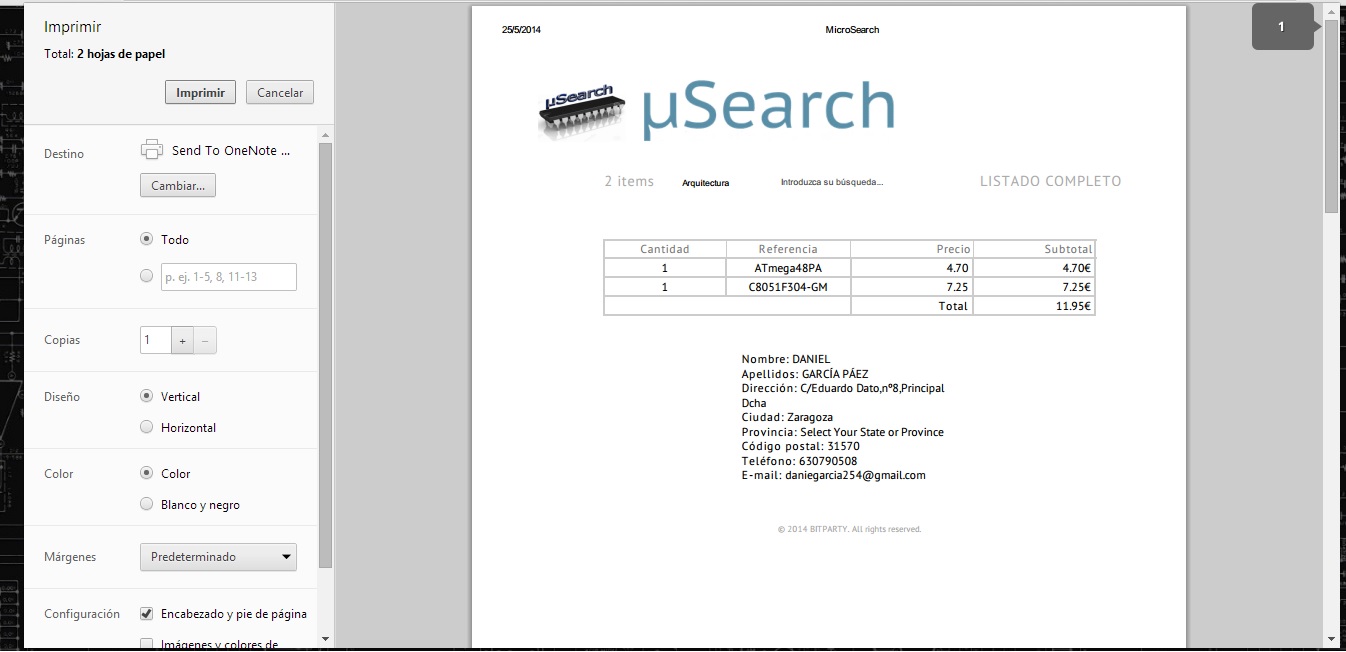 Imprimir
Total: 2 hojas de papel
Imprimir Cancelar
Destino Send To OneNote ...
Cambiar...
Páginas Todo
p. ej. 1-5, 8, 11-13
Copias 1 + −
Diseño Vertical
Horizontal
Color Color
Blanco y negro
Márgenes Predeterminado
Configuración Encabezado y pie de página
Imágenes y colores de
1
25/5/2014 MicroSearch
µSearch µSearch
2 items Arquitectura Introduzca su búsqueda... LISTADO COMPLETO
Cantidad Referencia Precio Subtotal
1 ATmega48PA 4.70 4.70€
1 C8051F304-GM 7.25 7.25€
Total 11.95€
Nombre: DANIEL
Apellidos: GARCÍA PÁEZ
Dirección: C/Eduardo Dato,nº8,Principal
Dcha
Ciudad: Zaragoza
Provincia: Select Your State or Province
Código postal: 31570
Teléfono: 630790508
E-mail: daniegarcia254@gmail.com
© 2014 BITPARTY. All rights reserved.